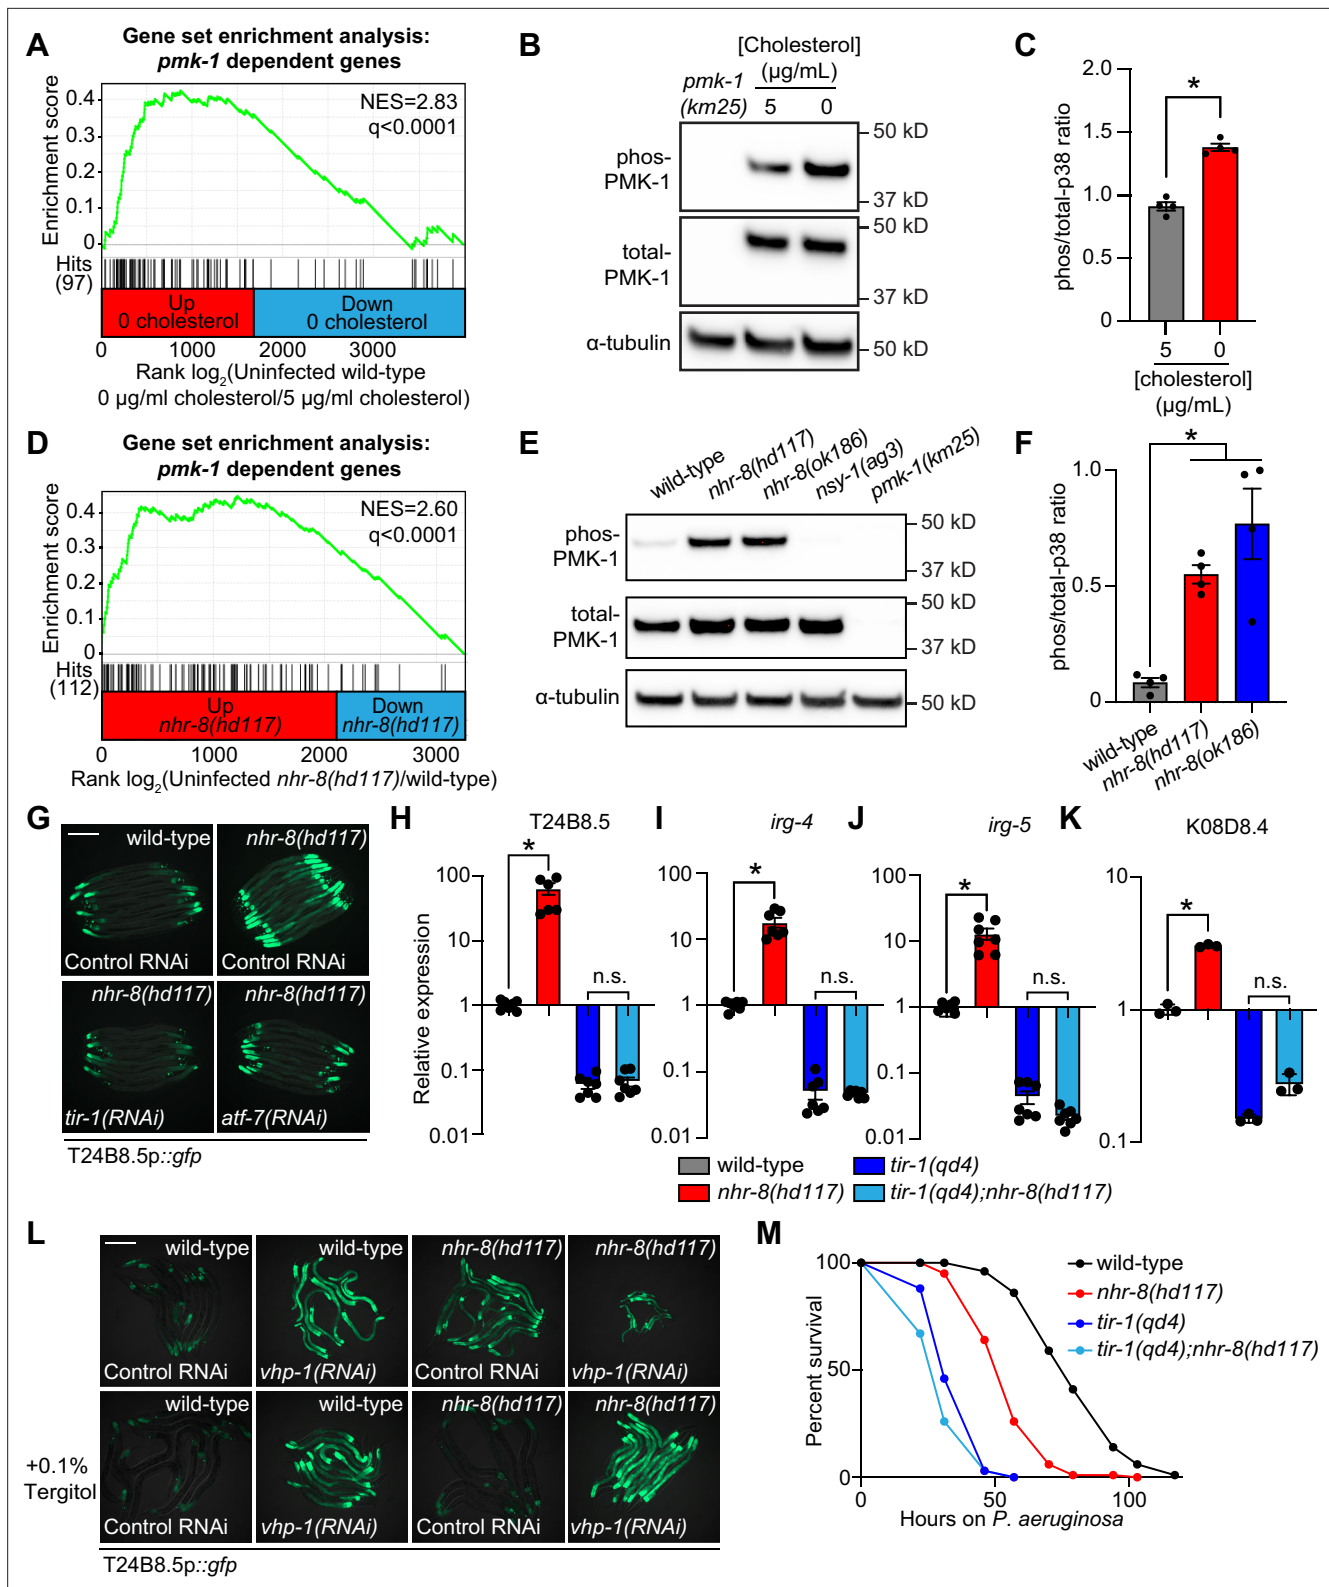 A
Gene set enrichment analysis:
pmk-1 dependent genes
Enrichment score
0.4
0.2
0
NES=2.83
q<0.0001
Hits
(97)
Up
0 cholesterol
Down
0 cholesterol
0 1000 2000 3000
Rank log2(Uninfected wild-type
0 µg/ml cholesterol/5 µg/ml cholesterol)
B
[Cholesterol]
(µg/mL)
pmk-1
(km25) 5 0
phos-
PMK-1
50 kD
37 kD
total-
PMK-1
50 kD
37 kD
α-tubulin
50 kD
C
phos/total-p38 ratio
2.0
1.5
1.0
1.0
0
*
5 0
[cholesterol]
(µg/mL)
D
Gene set enrichment analysis:
pmk-1 dependent genes
Enrichment score
0.4
0.3
0.2
0.1
0
NES=2.60
q<0.0001
Hits
(112)
Up
nhr-8(hd117)
Down
nhr-8(hd117)
0 1000 2000 3000
Rank log2(Uninfected nhr-8(hd117)/wild-type)
E
wild-type
nhr-8(hd117)
nhr-8(ok186)
nsy-1(ag3)
pmk-1(km25)
phos-
PMK-1
50 kD
37 kD
total-
PMK-1
50 kD
37 kD
α-tubulin
50 kD
F
phos/total-p38 ratio
1.0
0.5
0
*
wild-type
nhr-8(hd117)
nhr-8(ok186)
G
wild-type
Control RNAi
nhr-8(hd117)
Control RNAi
nhr-8(hd117)
tir-1(RNAi)
nhr-8(hd117)
atf-7(RNAi)
T24B8.5p::gfp
H
T24B8.5
Relative expression
100
10
1
0.1
0.01
*
n.s.
I
irg-4
100
10
1
0.1
0.01
*
n.s.
J
irg-5
100
10
1
0.1
0.01
*
n.s.
K
K08D8.4
10
1
0.1
*
n.s.
wild-type
nhr-8(hd117)
tir-1(qd4)
tir-1(qd4);nhr-8(hd117)
L
wild-type
Control RNAi
wild-type
vhp-1(RNAi)
nhr-8(hd117)
Control RNAi
nhr-8(hd117)
vhp-1(RNAi)
+0.1%
Tergitol
wild-type
Control RNAi
wild-type
vhp-1(RNAi)
nhr-8(hd117)
Control RNAi
nhr-8(hd117)
vhp-1(RNAi)
T24B8.5p::gfp
M
Percent survival
100
50
0
0 50 100
Hours on P. aeruginosa
wild-type
nhr-8(hd117)
tir-1(qd4)
tir-1(qd4);nhr-8(hd117)